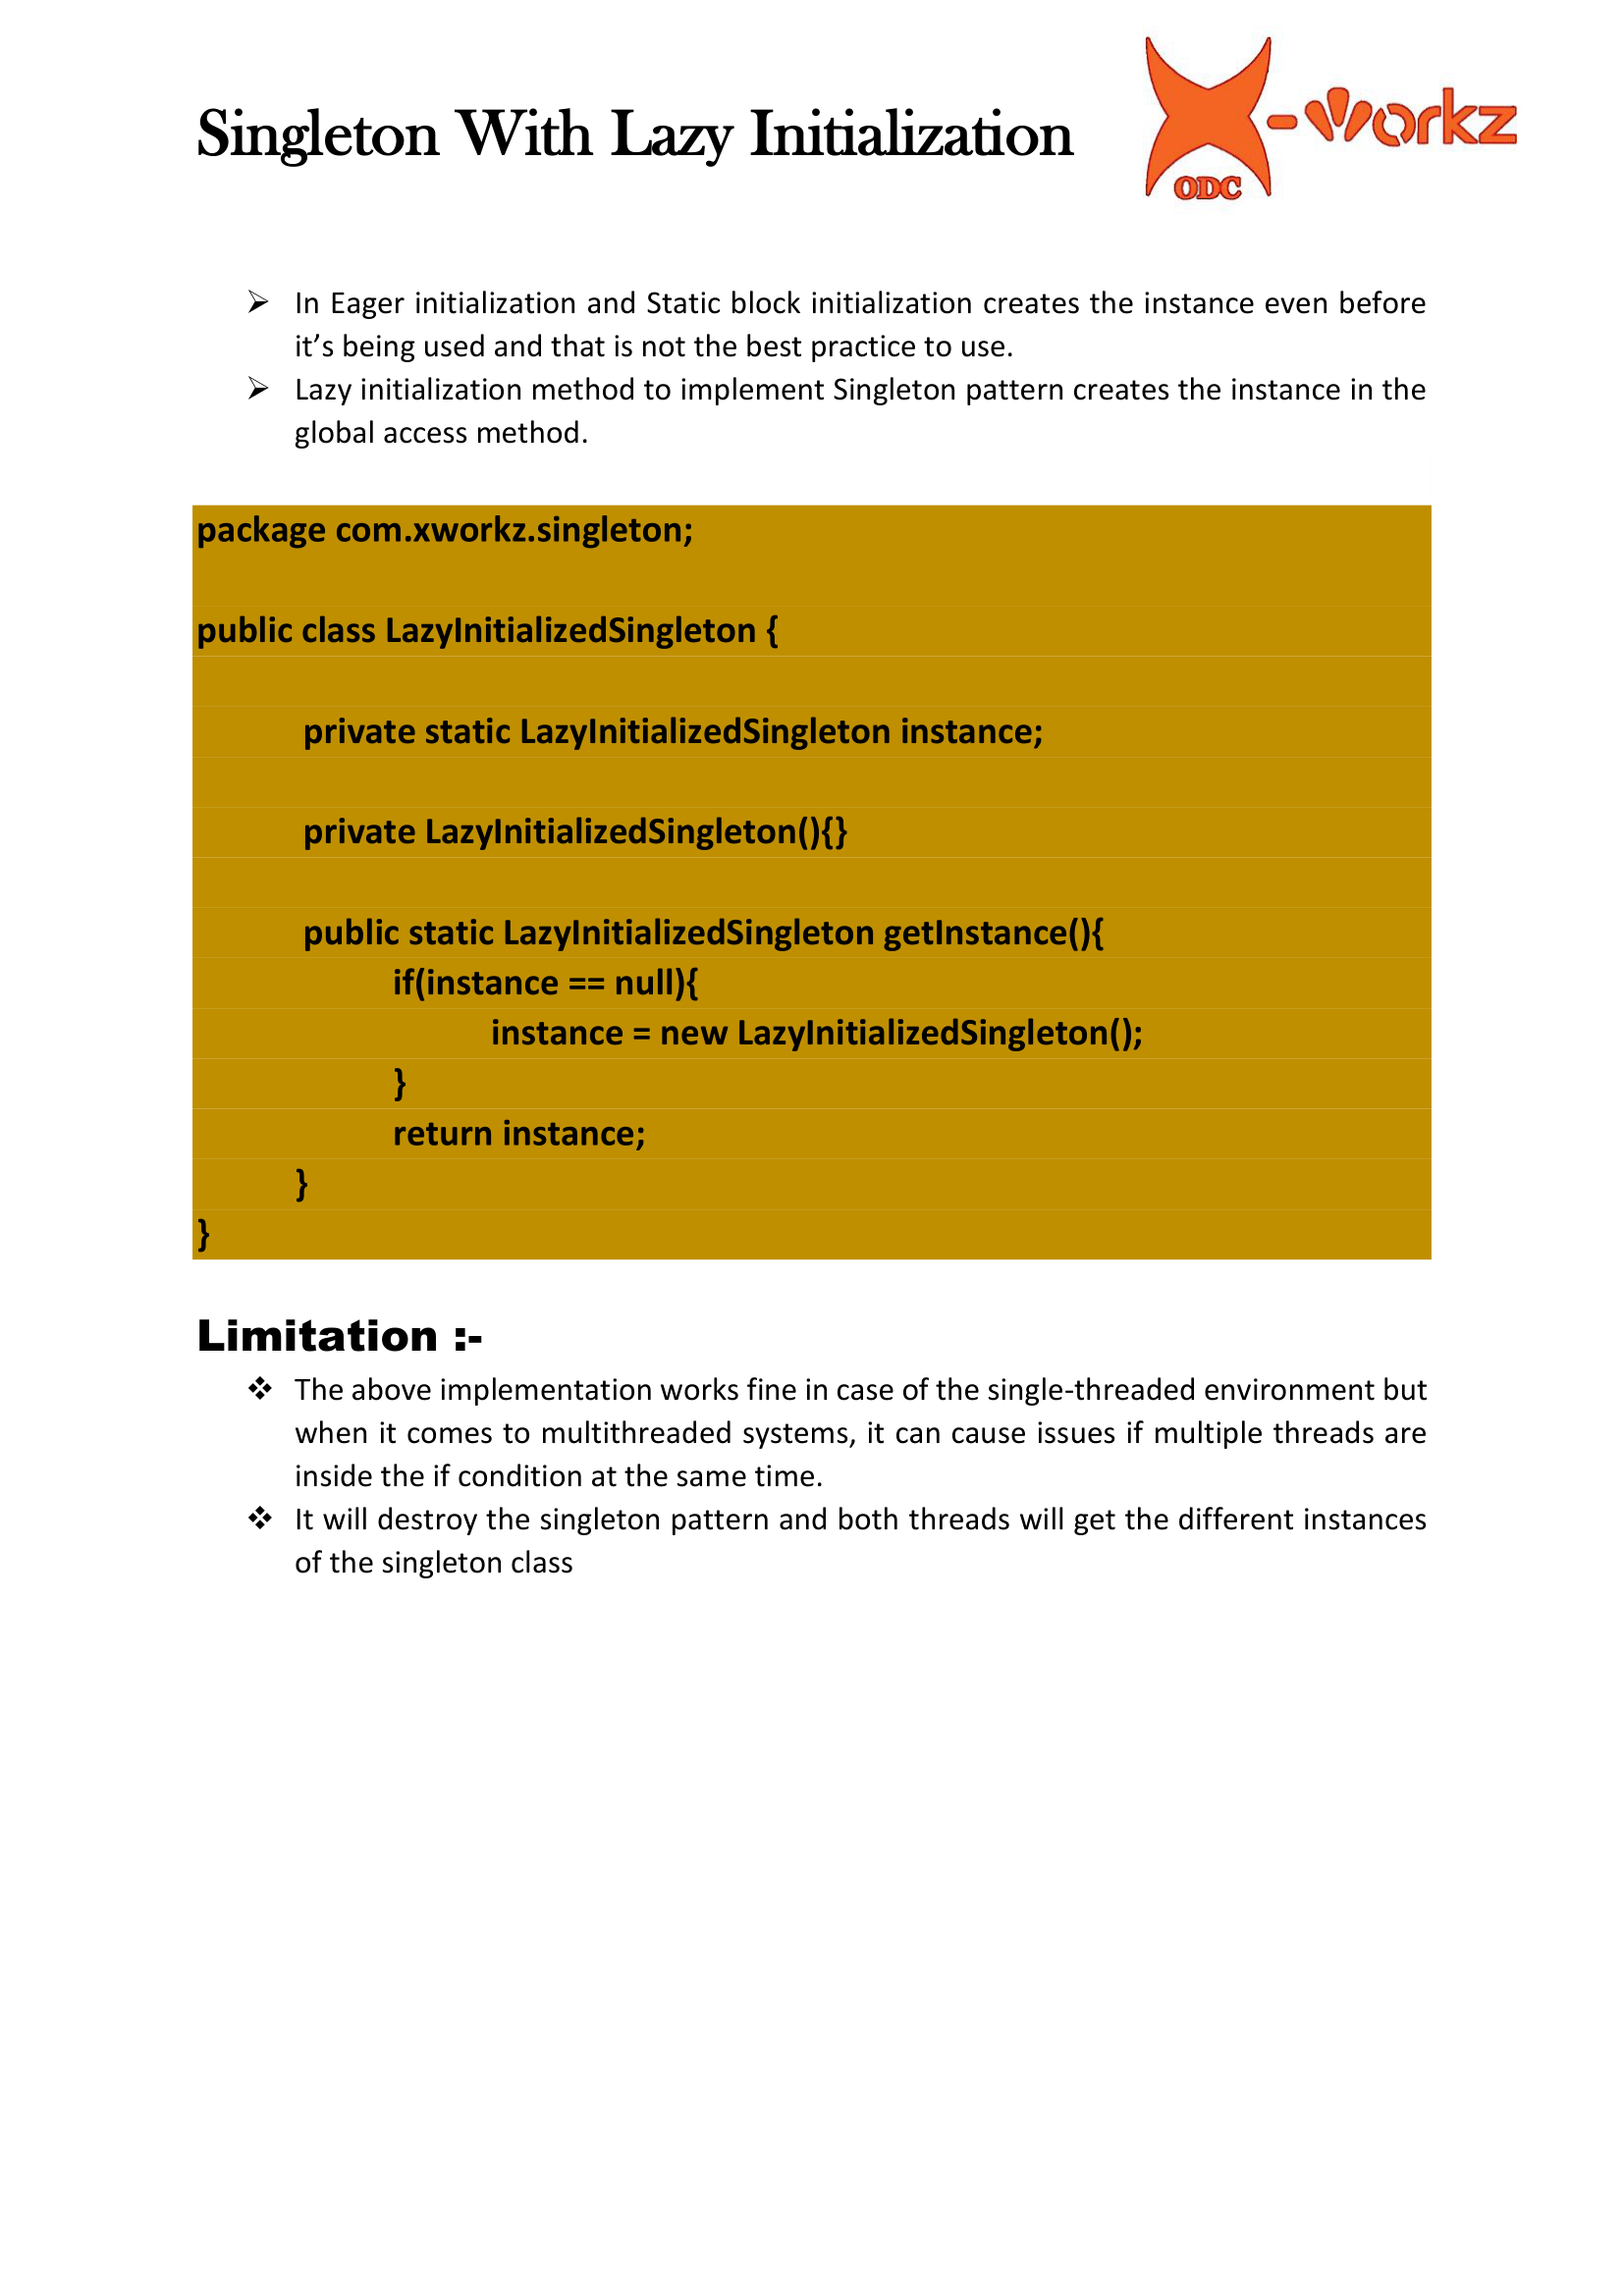 Singleton With Lazy Initialization
X-workz
ODC
In Eager initialization and Static block initialization creates the instance even before
it’s being used and that is not the best practice to use.
Lazy initialization method to implement Singleton pattern creates the instance in the
global access method.
package com.xworkz.singleton;
public class LazyInitializedSingleton {
private static LazyInitializedSingleton instance;
private LazyInitializedSingleton(){}
public static LazyInitializedSingleton getInstance(){
if(instance == null){
instance = new LazyInitializedSingleton();
}
return instance;
}
}
Limitation :-
The above implementation works fine in case of the single-threaded environment but
when it comes to multithreaded systems, it can cause issues if multiple threads are
inside the if condition at the same time.
It will destroy the singleton pattern and both threads will get the different instances
of the singleton class